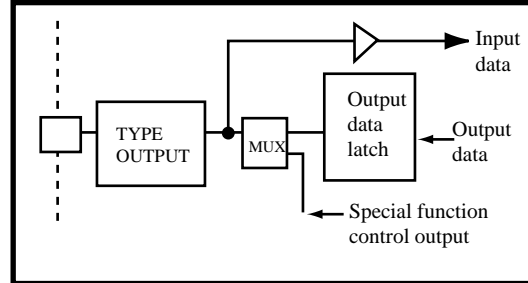 Input
data
TYPE
OUTPUT
MUX
Output
data
latch
Output
data
Special function
control output